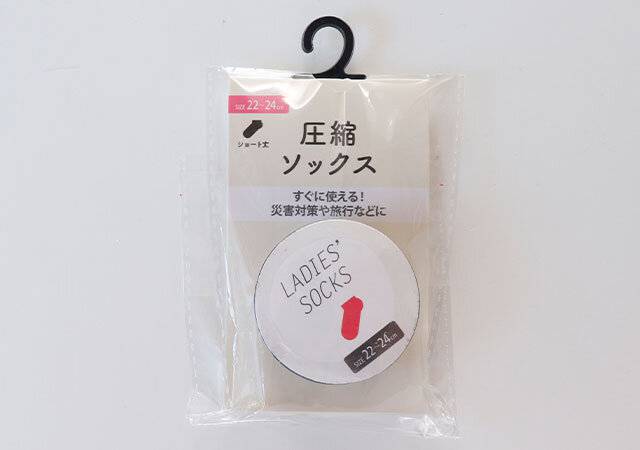 SIZE 22~24cm
ショート丈
圧縮
ソックス
すぐに使える!
災害対策や旅行などに
LADIES'
SOCKS
SIZE 22~24cm